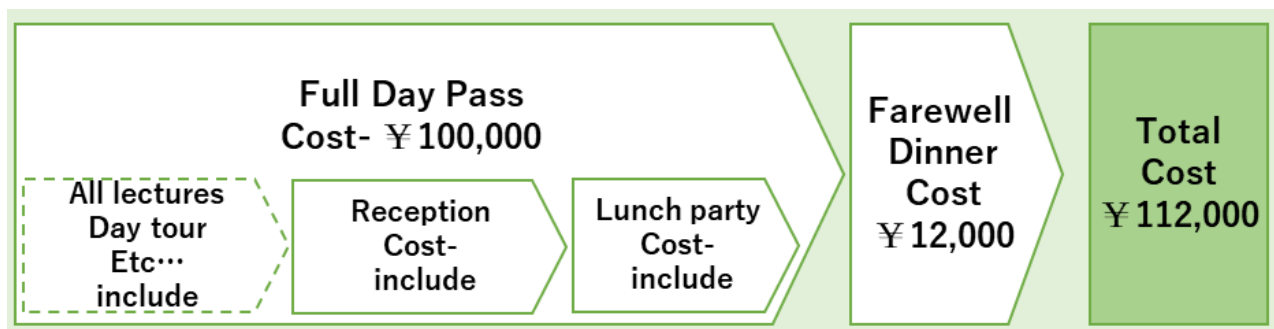 Full Day Pass
Cost- ¥100,000
All lectures
Day tour
Etc…
include
Reception
Cost-
include
Lunch party
Cost-
include
Farewell
Dinner
Cost
¥12,000
Total
Cost
¥112,000